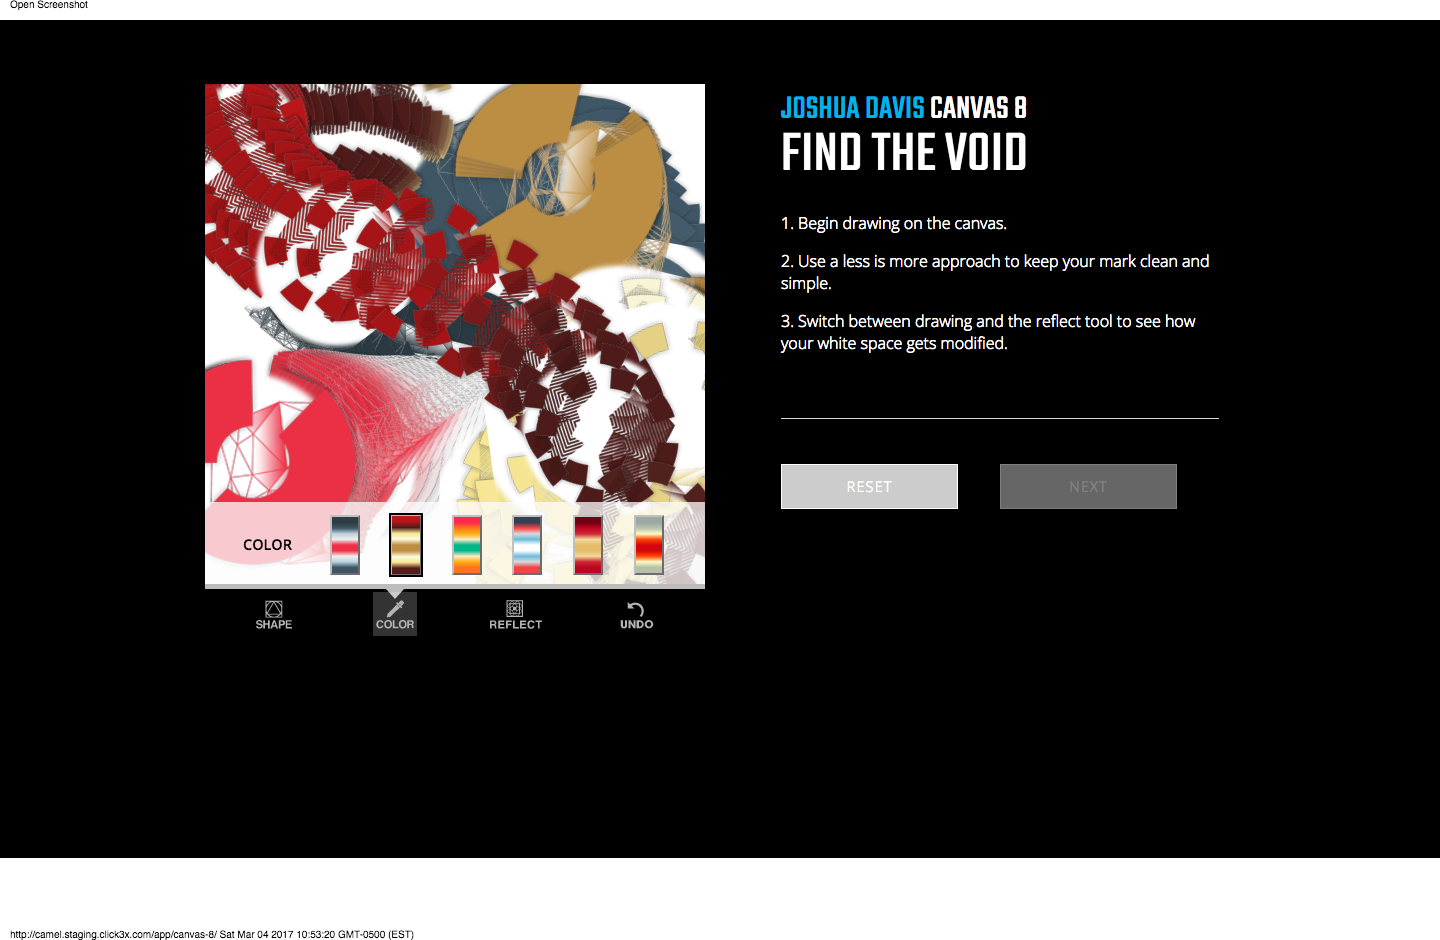 Open Screenshot
JOSHUA DAVIS CANVAS 8
FIND THE VOID
1. Begin drawing on the canvas.
2. Use a less is more approach to keep your mark clean and
simple.
3. Switch between drawing and the reflect tool to see how
your white space gets modified.
RESET
NEXT
COLOR
SHAPE
COLOR
REFLECT
UNDO
http://camel.staging.click3x.com/app/canvas-8/ Sat Mar 04 2017 10:53:20 GMT-0500 (EST)